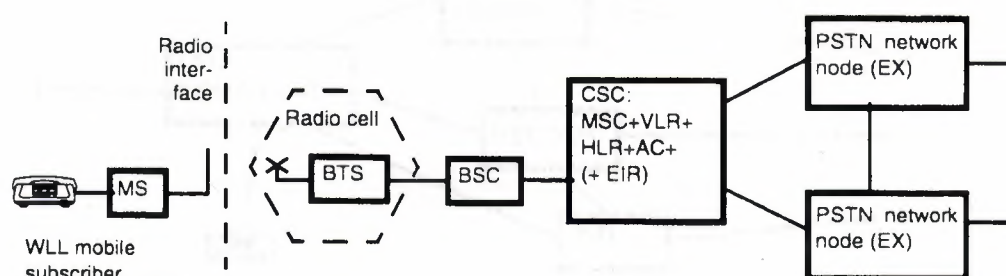 Radio
inter-
face
Radio cell
BTS
BSC
MS
WLL mobile
subscriber
CSC:
MSC+VLR+
HLR+AC+
(+ EIR)
PSTN network
node (EX)
PSTN network
node (EX)